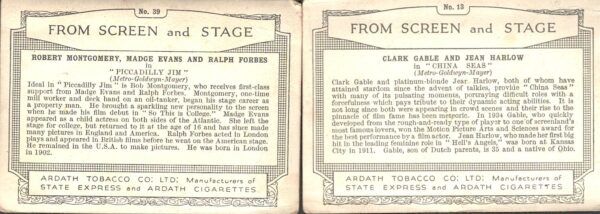 No. 39
FROM SCREEN AND STAGE
ROBERT MONTGOMERY, MADGE EVANS AND RALPH FORBES
in
"PICCADILLY JIM"
(Metro-Goldwyn-Mayer)
Ideal in "Piccadilly Jim" is Bob Montgomery, who receives first-
class support from Madge Evans and Ralph Forbes. Montgomery, one-time
mill worker and deck hand on an oil-tanker, began his stage career as
a property man. He brought a sparkling new personality to the screen
when he made his film debut in "So This is College." Madge Evans
appeared as a child actress on both sides of the Atlantic. She left the
stage for college, but returned to it at the age of 16 and has since made
many pictures in England and America. Ralph Forbes acted in London
plays and appeared in British films before he went on the American stage.
He remained in the U.S.A. to make pictures. He was born in London
in 1902.
ARDATH TOBACCO CO: LTD: Manufacturers of
STATE EXPRESS and ARDATH CIGARETTES.
No. 13
FROM SCREEN AND STAGE
CLARK GABLE AND JEAN HARLOW
in "CHINA SEAS"
(Metro-Goldwyn-Mayer)
Clark Gable and platinum-blonde Jean Harlow, both of whom have
attained stardom since the advent of talkies, provide "China Seas"
with many of its pulsating moments, portraying difficult roles with a
forcefulness which pays tribute to their dynamic acting abilities. It is
not long since both were appearing in crowd scenes and their rise to the
pinnacle of film fame has been meteoric. In 1934 Gable, who quickly
developed from the rough-and-ready type of player to one of screenland's
most famous lovers, won the Motion Picture Arts and Sciences award for
the best performance by a film actor. Jean Harlow, who made her first big
hit in the leading feminine role in "Hell's Angels," was born at Kansas
City in 1911. Gable, son of Dutch parents, is 35 and a native of Ohio.
ARDATH TOBACCO CO: LTD: Manufacturers of
STATE EXPRESS and ARDATH CIGARETTES.